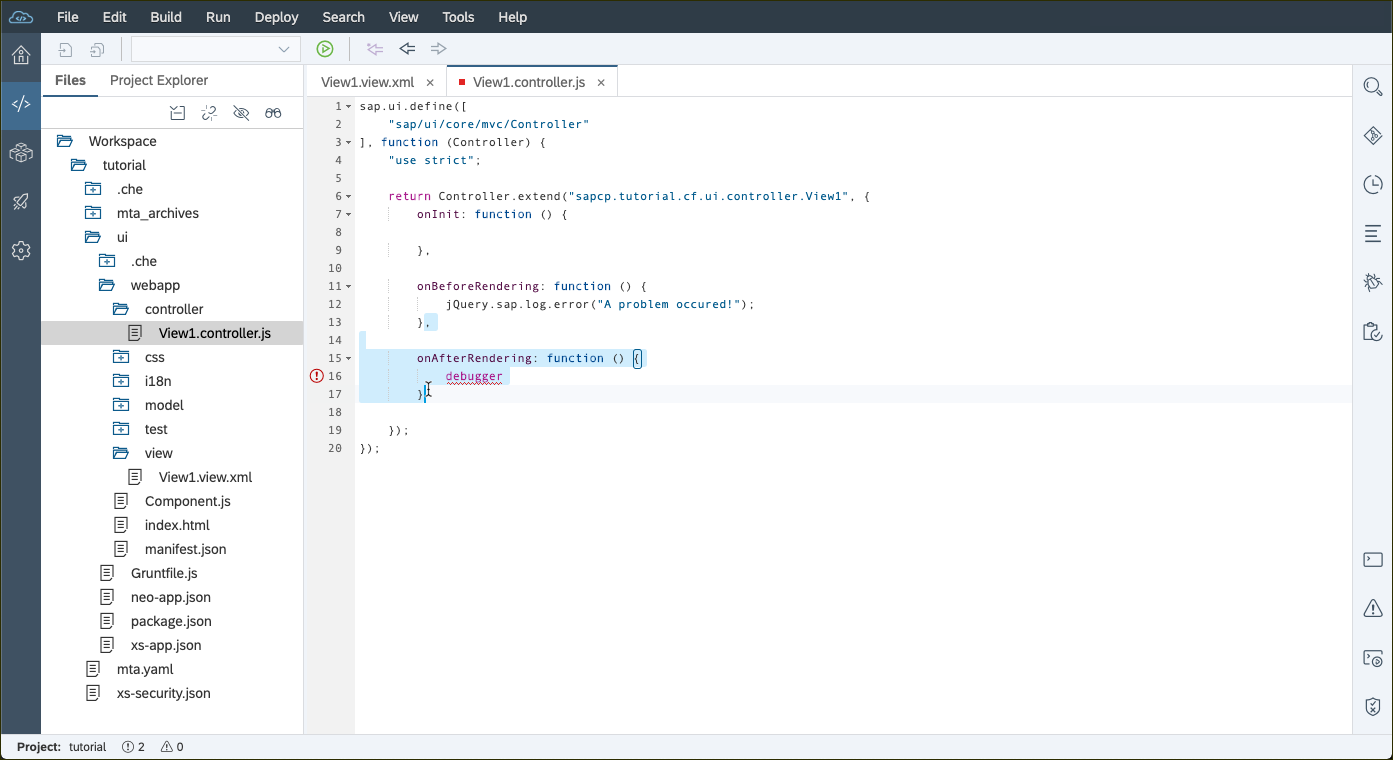 File Edit Build Run Deploy Search View Tools Help
Files Project Explorer
View1.view.xml × View1.controller.js ×
Workspace
tutorial
.che
mta_archives
ui
.che
webapp
controller
View1.controller.js
css
i18n
model
test
view
View1.view.xml
Component.js
index.html
manifest.json
Gruntfile.js
neo-app.json
package.json
xs-app.json
mta.yaml
xs-security.json
1 sap.ui.define([
2 "sap/ui/core/mvc/Controller"
3 ], function (Controller) {
4 "use strict";
5
6 return Controller.extend("sapcp.tutorial.cf.ui.controller.View1", {
7 onInit: function () {
8
9 },
10
11 onBeforeRendering: function () {
12 jQuery.sap.log.error("A problem occured!");
13 },
14
15 onAfterRendering: function () {
16 debugger
17 }
18
19 });
20 });
Project: tutorial 2 0